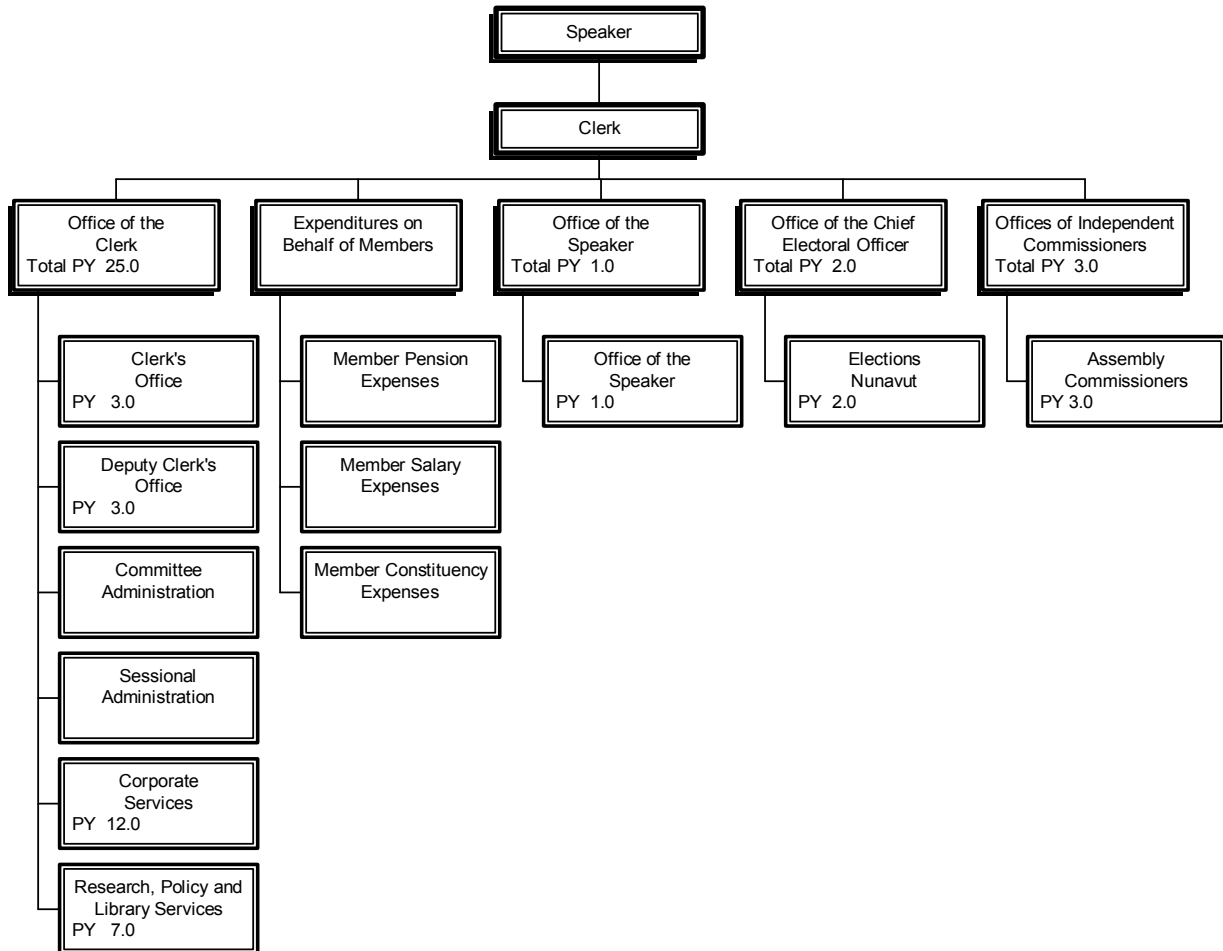 Speaker
Clerk
Office of the
Clerk
Total PY 25.0
Expenditures on
Behalf of Members
Office of the
Speaker
Total PY 1.0
Office of the Chief
Electoral Officer
Total PY 2.0
Offices of Independent
Commissioners
Total PY 3.0
Clerk's
Office
PY 3.0
Deputy Clerk's
Office
PY 3.0
Committee
Administration
Sessional
Administration
Corporate
Services
PY 12.0
Research, Policy and
Library Services
PY 7.0
Member Pension
Expenses
Member Salary
Expenses
Member Constituency
Expenses
Office of the
Speaker
PY 1.0
Elections
Nunavut
PY 2.0
Assembly
Commissioners
PY 3.0